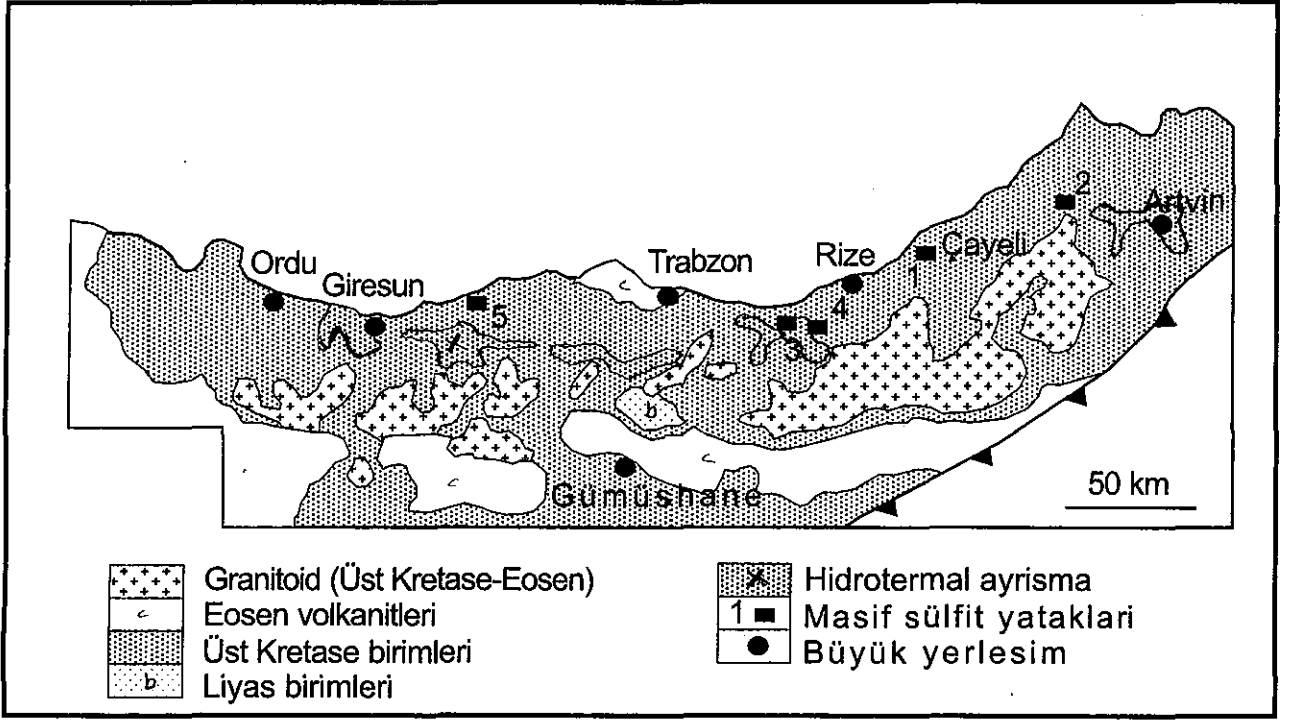 2
Artvin
Çayeli
1
Rize
Trabzon
Ordu
Giresun
c
4
5
3
b
c
c
c
Gümüshane
50 km
Granitoid (Üst Kretase-Eosen)
c Eosen volkanitleri
Üst Kretase birimleri
b Liyas birimleri
Hidrotermal ayrisma
1 Masif sülfit yataklari
Büyük yerlesim